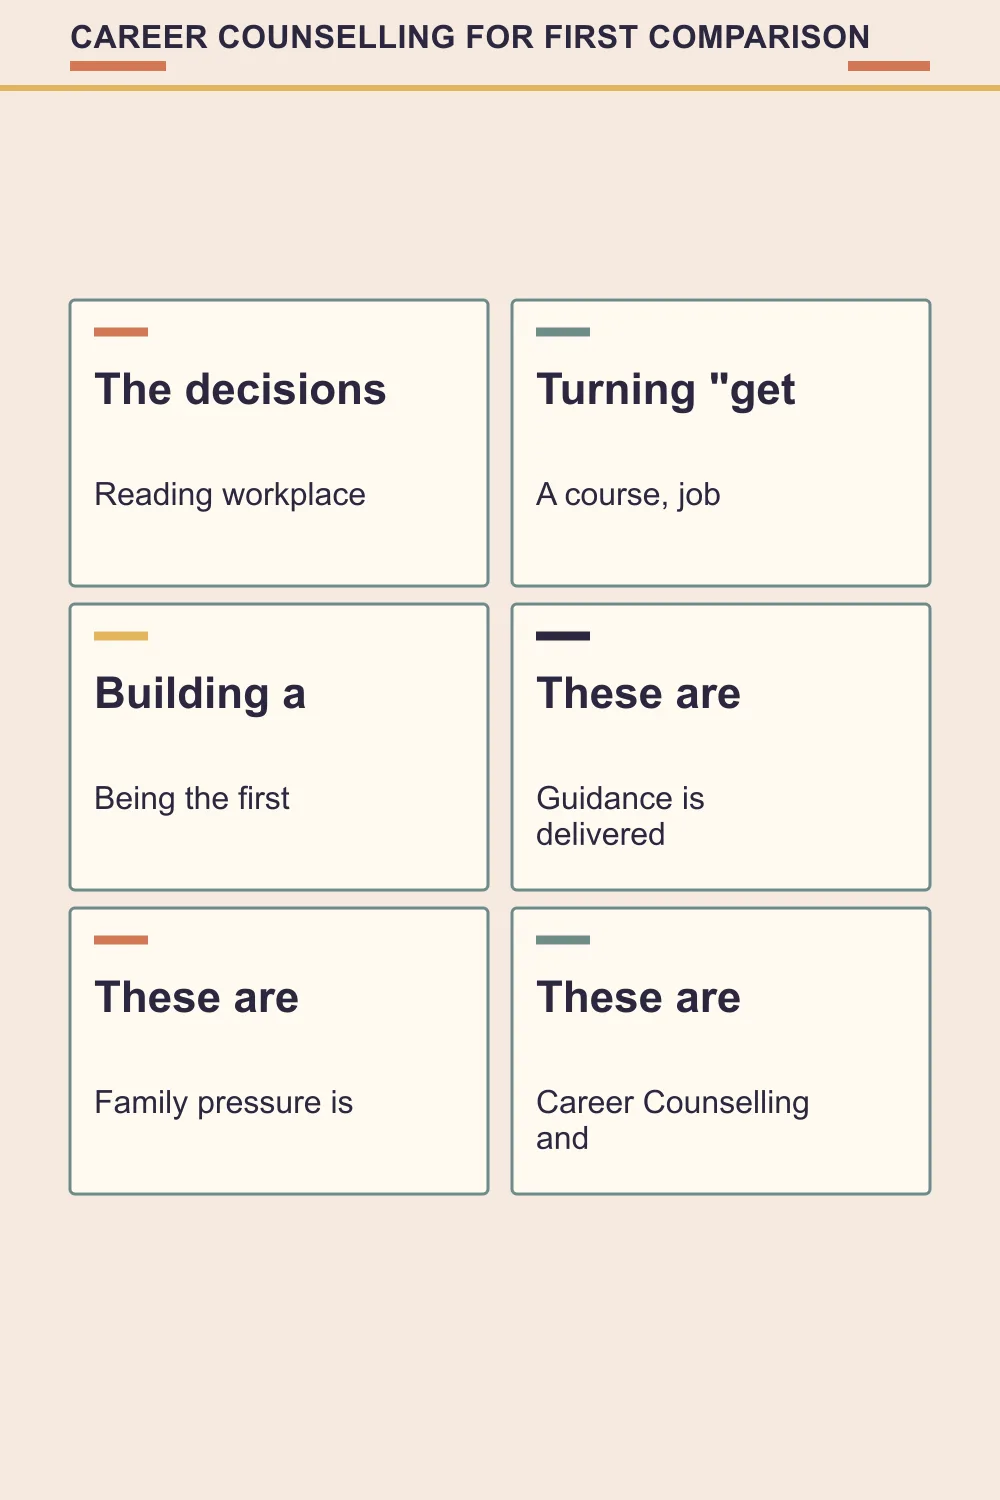 CAREER COUNSELLING FOR FIRST COMPARISON
The decisions
Reading workplace
Turning "get
A course, job
Building a
Being the first
These are
Guidance is
delivered
These are
Family pressure is
These are
Career Counselling
and